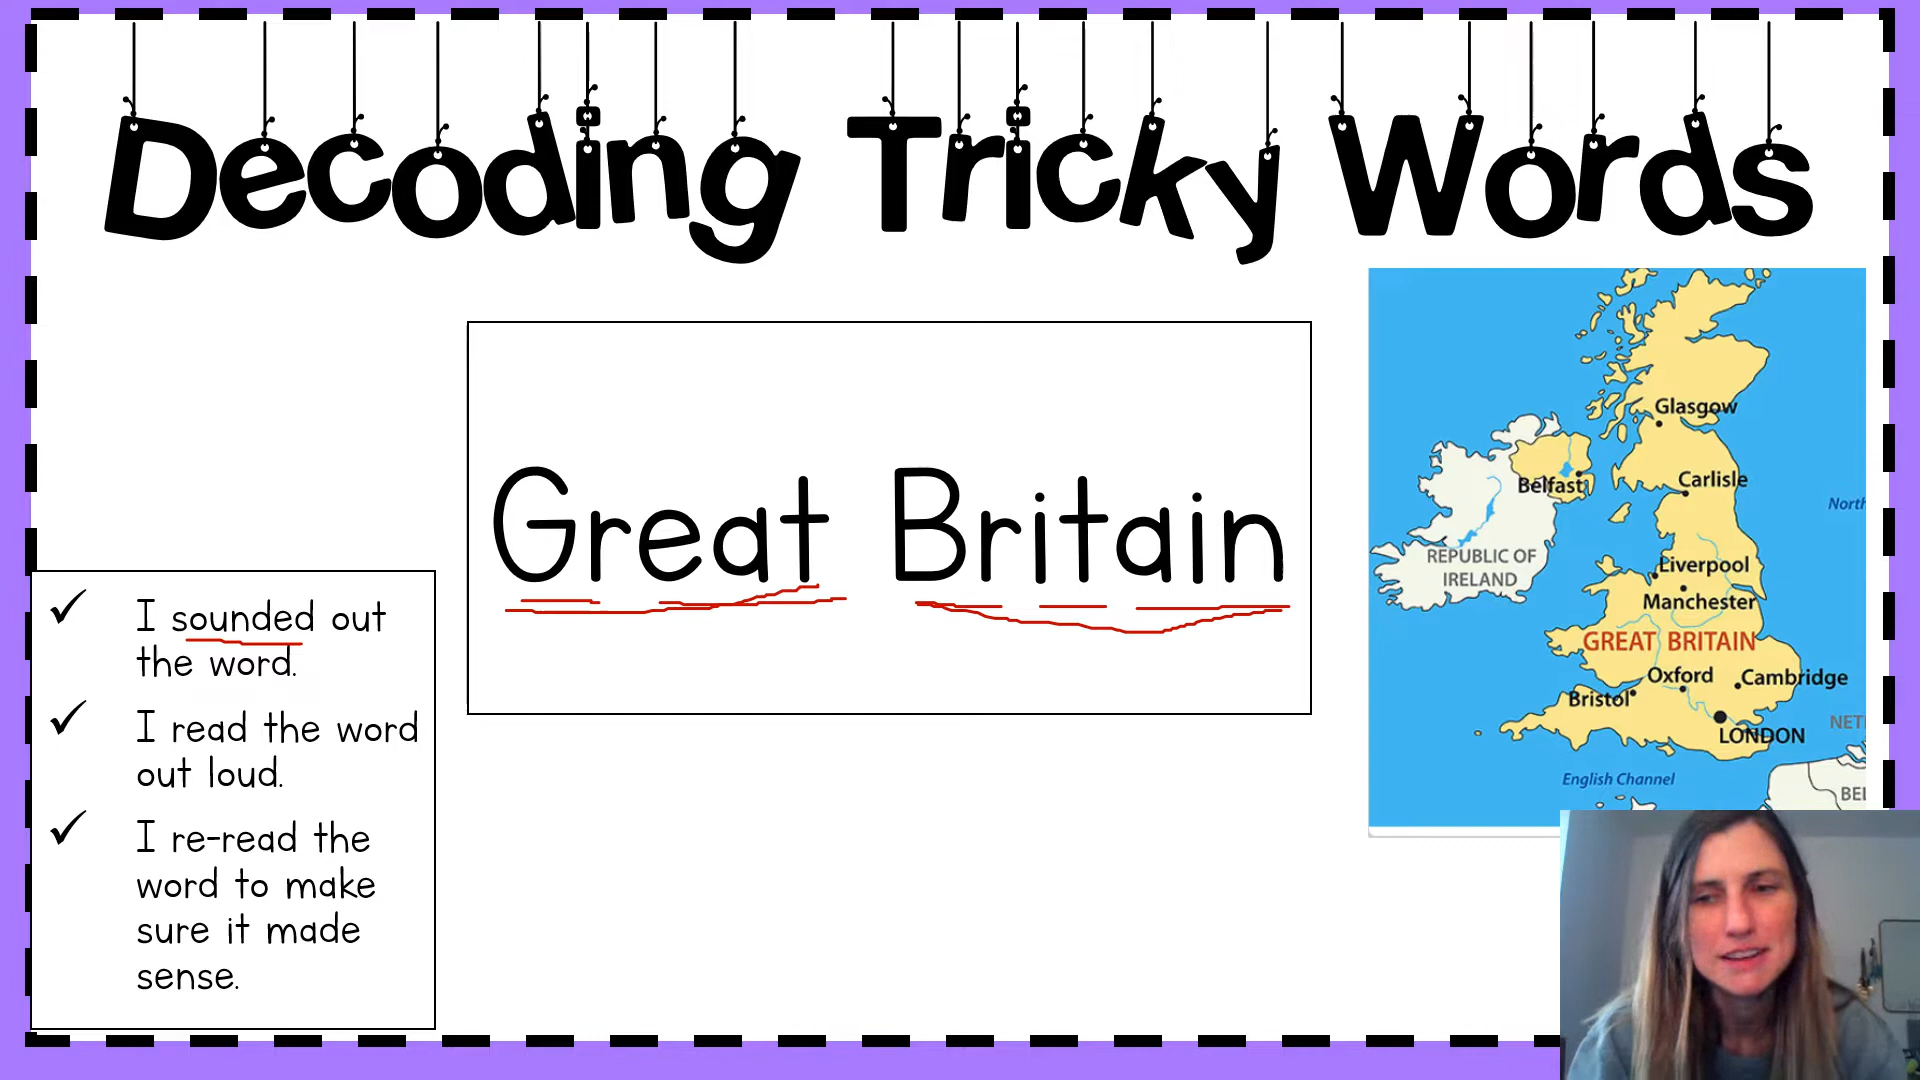 Decoding Tricky Words
Great Britain
I sounded out
the word.
I read the word
out loud.
I re-read the
word to make
sure it made
sense.
Glasgow
Carlisle
Belfast
North
REPUBLIC OF
IRELAND
Liverpool
Manchester
GREAT BRITAIN
Oxford
Cambridge
Bristol
NET
LONDON
English Channel
BEL